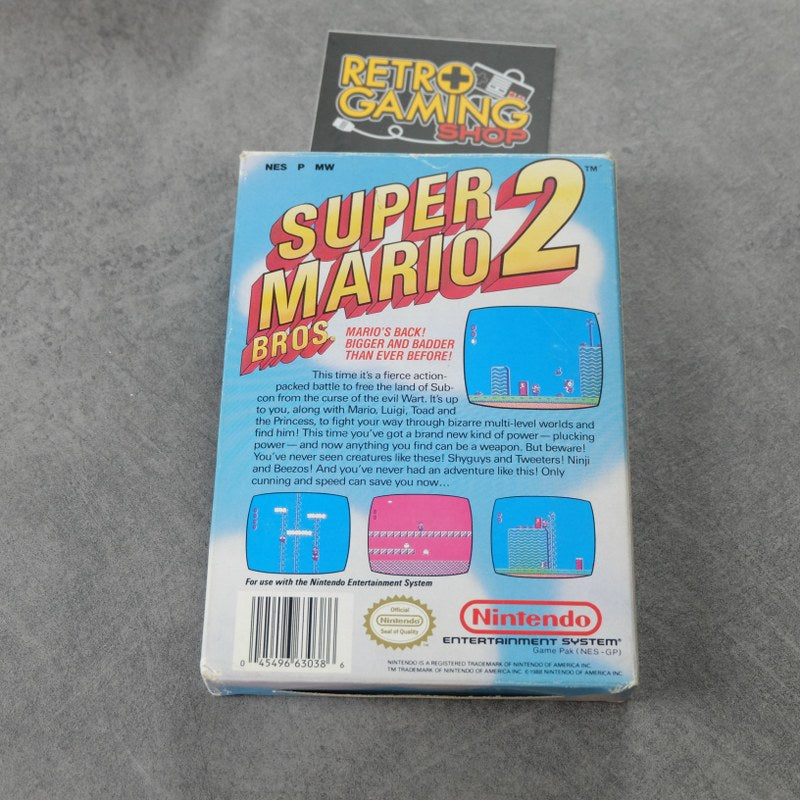 RETRO
GAMING
SHOP
NES P MW
SUPER
MARIO 2™
BROS.
MARIO'S BACK!
BIGGER AND BADDER
THAN EVER BEFORE!
This time it's a fierce action-
packed battle to free the land of Sub-
con from the curse of the evil Wart. It's up
to you, along with Mario, Luigi, Toad and
the Princess, to fight your way through bizarre multi-level worlds and
find him! This time you've got a brand new kind of power — plucking
power — and now anything you find can be a weapon. But beware!
You've never seen creatures like these! Shyguys and Tweeters! Ninji
and Beezos! And you've never had an adventure like this! Only
cunning and speed can save you now...
For use with the Nintendo Entertainment System
0 45496 63038 6
Official
Nintendo
Seal of Quality
Nintendo
ENTERTAINMENT SYSTEM®
Game Pak (NES-GP)
NINTENDO IS A REGISTERED TRADEMARK OF NINTENDO OF AMERICA INC.
TM TRADEMARK OF NINTENDO OF AMERICA INC. © 1988 NINTENDO OF AMERICA INC.